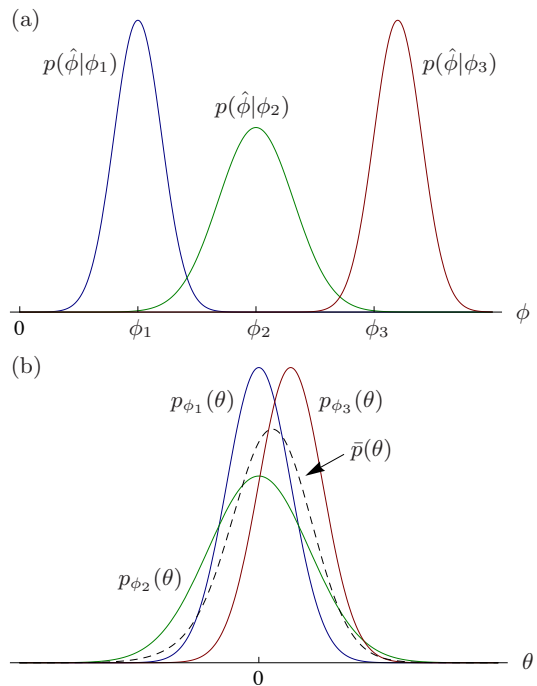 (a)
p(ϕ̂|ϕ₁)
p(ϕ̂|ϕ₃)
p(ϕ̂|ϕ₂)
0
ϕ₁
ϕ₂
ϕ₃
ϕ
(b)
p_ϕ₁(θ)
p_ϕ₃(θ)
p̄(θ)
p_ϕ₂(θ)
0
θ